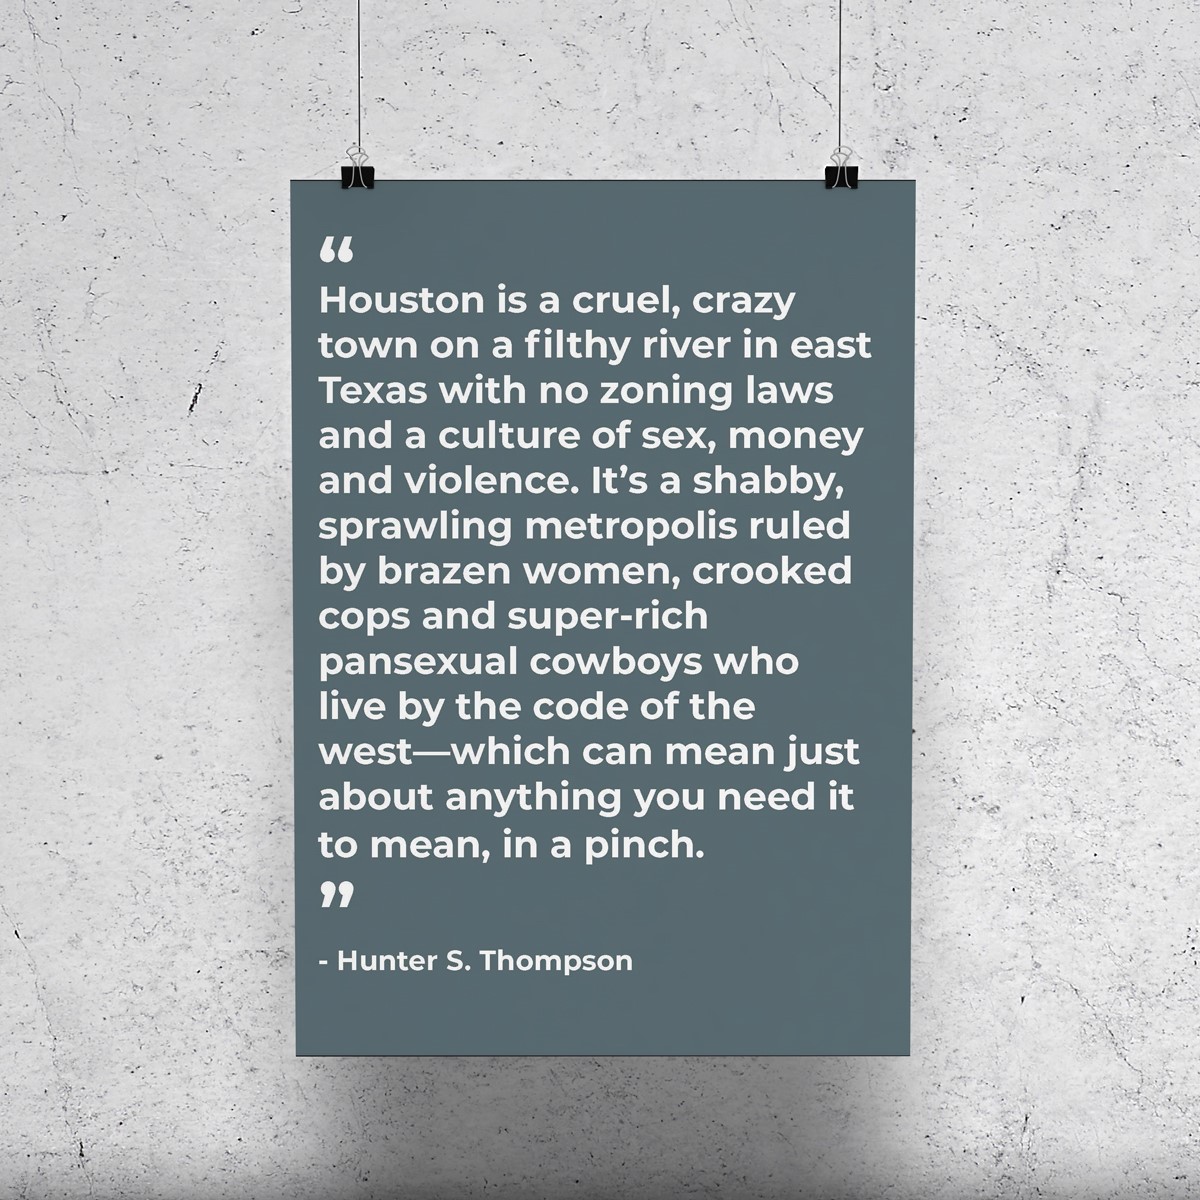 “
Houston is a cruel, crazy
town on a filthy river in east
Texas with no zoning laws
and a culture of sex, money
and violence. It’s a shabby,
sprawling metropolis ruled
by brazen women, crooked
cops and super-rich
pansexual cowboys who
live by the code of the
west—which can mean just
about anything you need it
to mean, in a pinch.
”
- Hunter S. Thompson